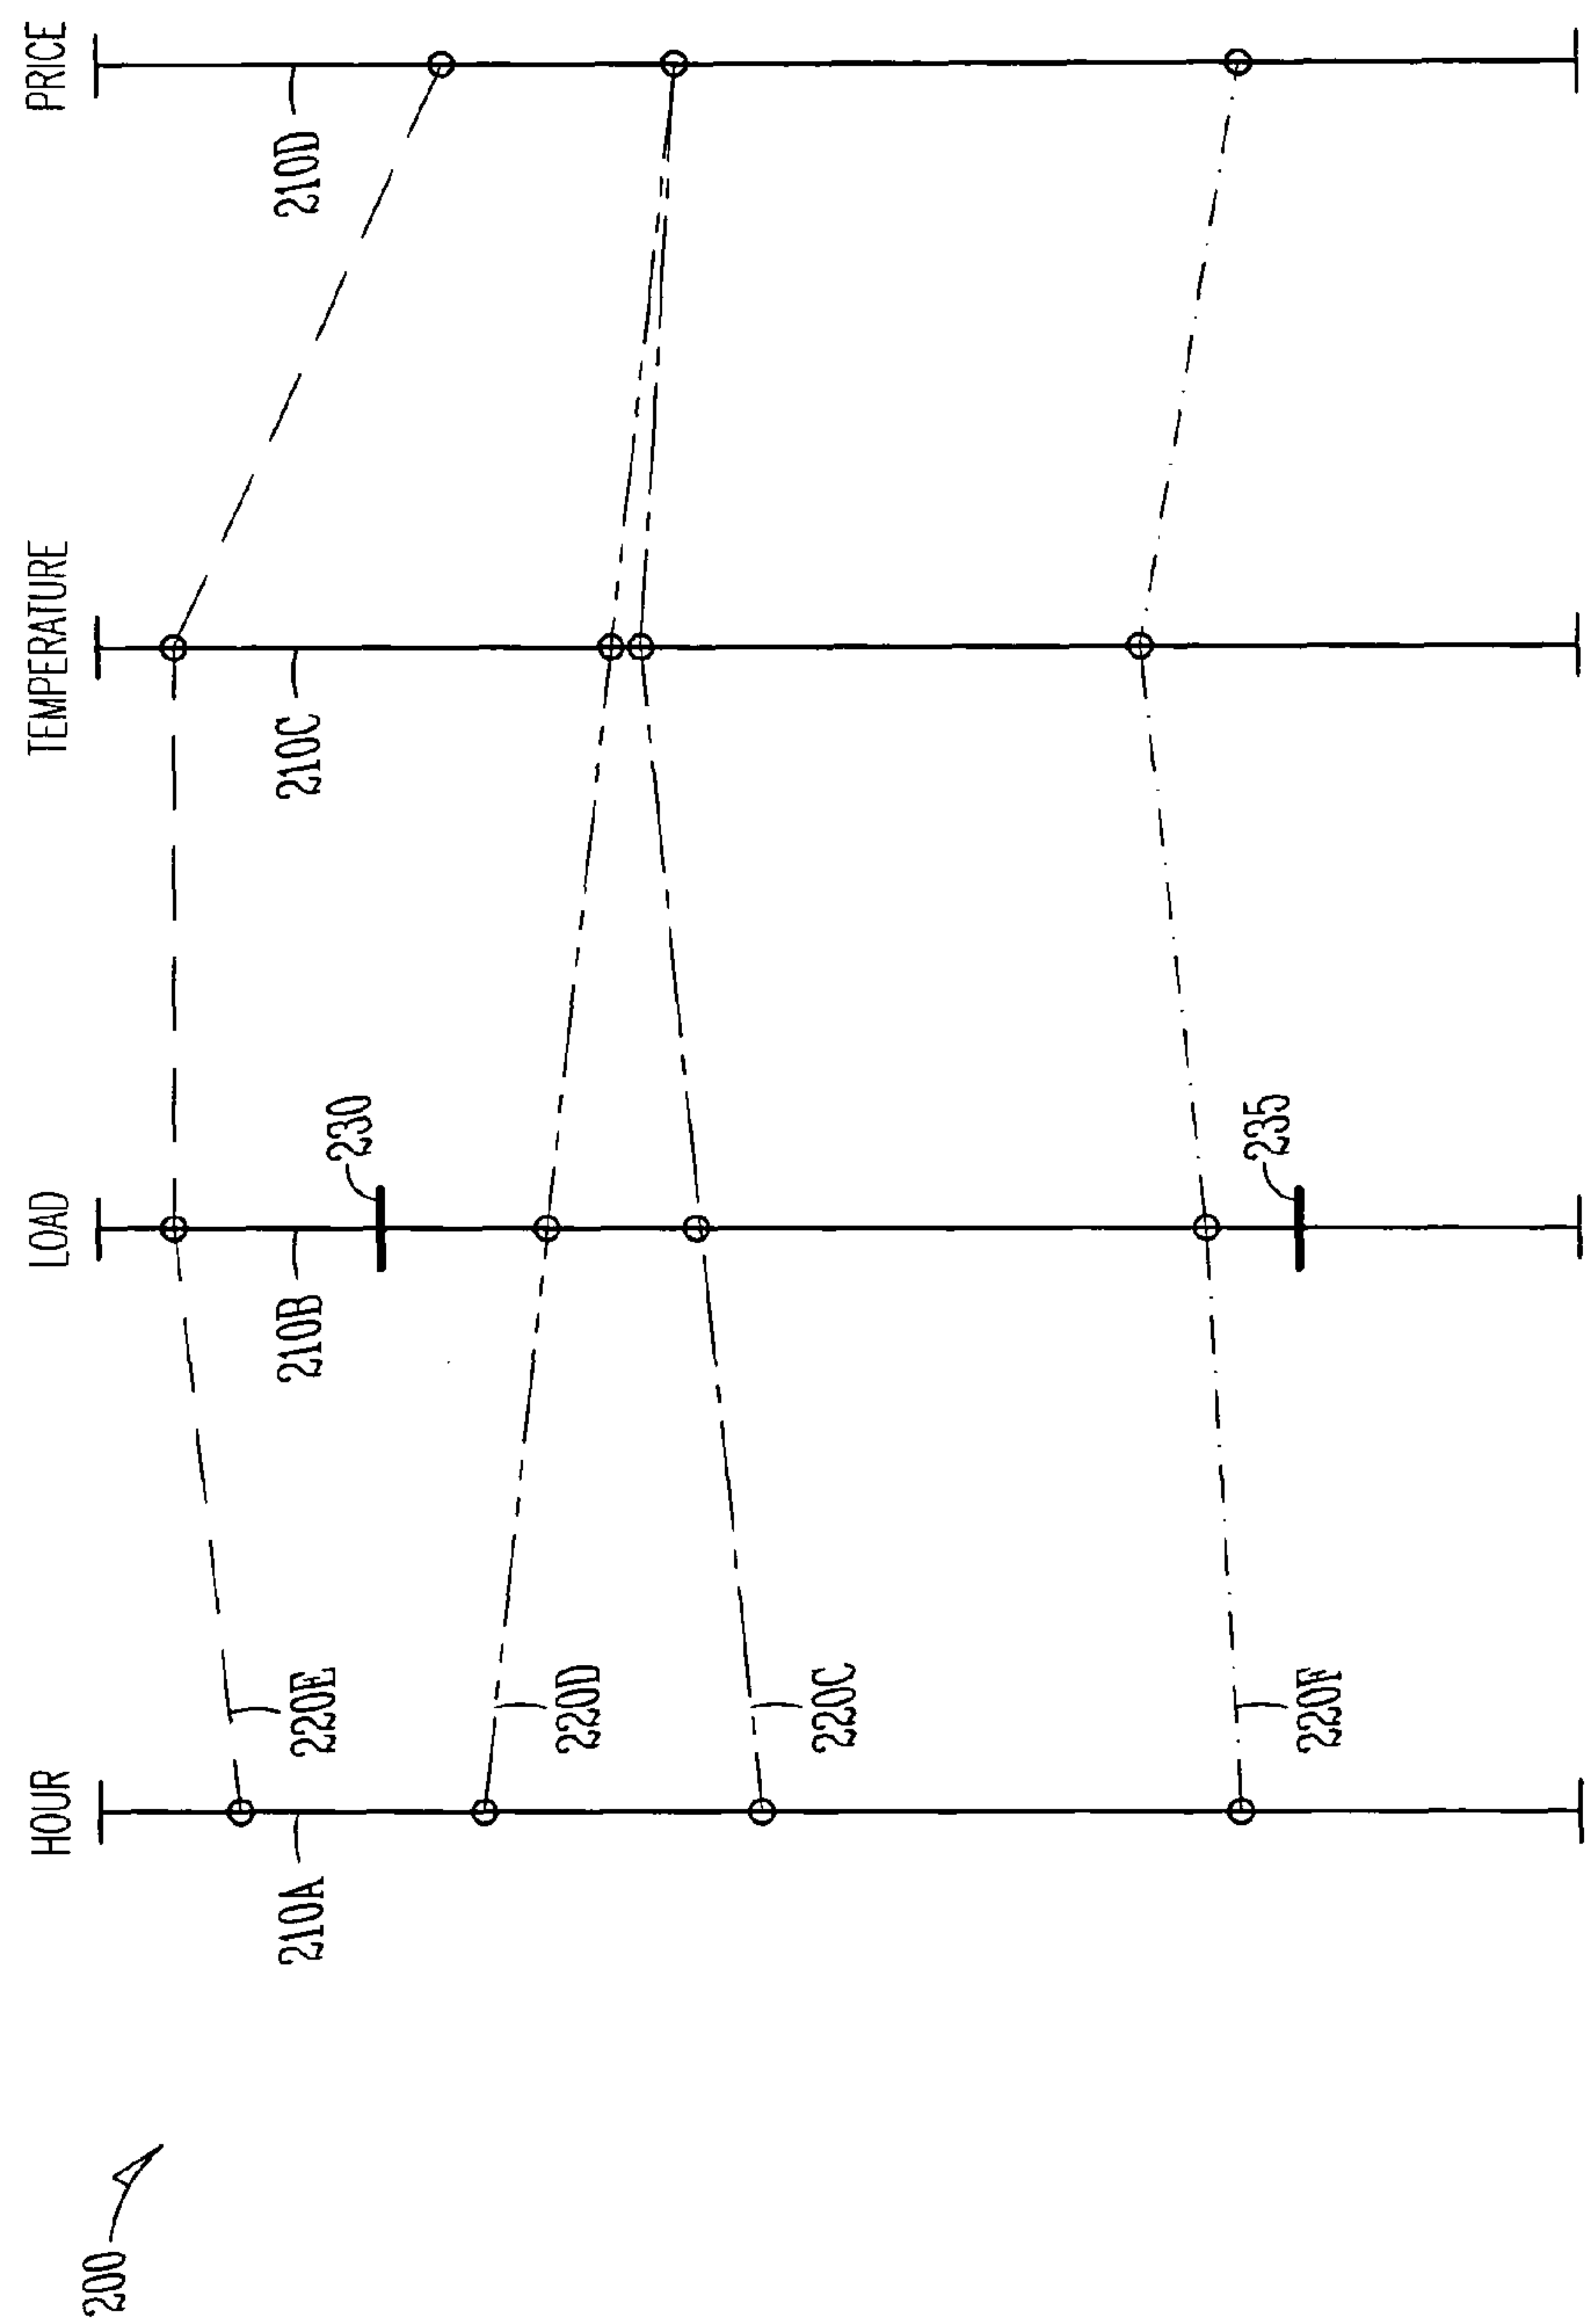 HOUR
LOAD
TEMPERATURE
PRICE
210A
210B
210C
210D
230
220E
220D
220C
235
220F
200